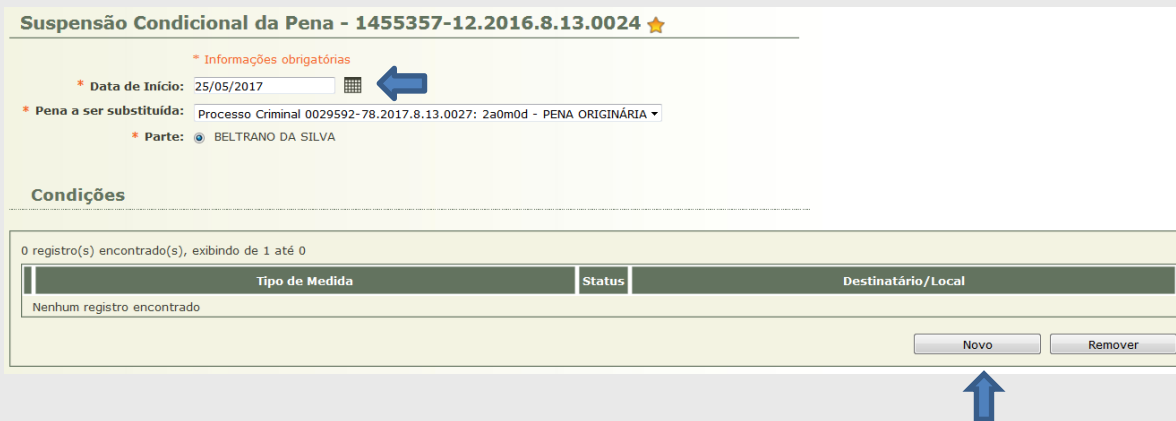 Suspensão Condicional da Pena - 1455357-12.2016.8.13.0024
* Informações obrigatórias
* Data de Início: 25/05/2017
* Pena a ser substituída: Processo Criminal 0029592-78.2017.8.13.0027: 2a0m0d - PENA ORIGINÁRIA
* Parte: BELTRANO DA SILVA
Condições
0 registro(s) encontrado(s), exibindo de 1 até 0
Tipo de Medida Status Destinatário/Local
Nenhum registro encontrado
Novo Remover